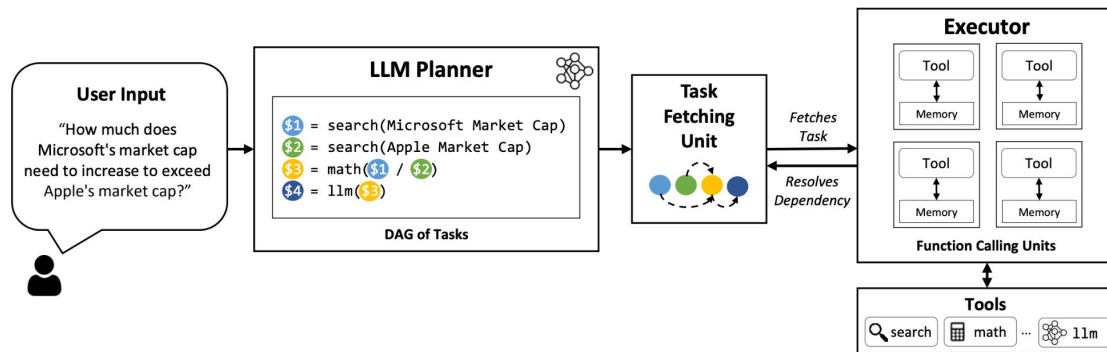 User Input
“How much does
Microsoft's market cap
need to increase to exceed
Apple's market cap?”
LLM Planner
$1 = search(Microsoft Market Cap)
$2 = search(Apple Market Cap)
$3 = math($1 / $2)
$4 = llm($3)
DAG of Tasks
Task
Fetching
Unit
Fetches
Task
Resolves
Dependency
Executor
Tool
Memory
Tool
Memory
Tool
Memory
Tool
Memory
Function Calling Units
Tools
search
math
...
llm